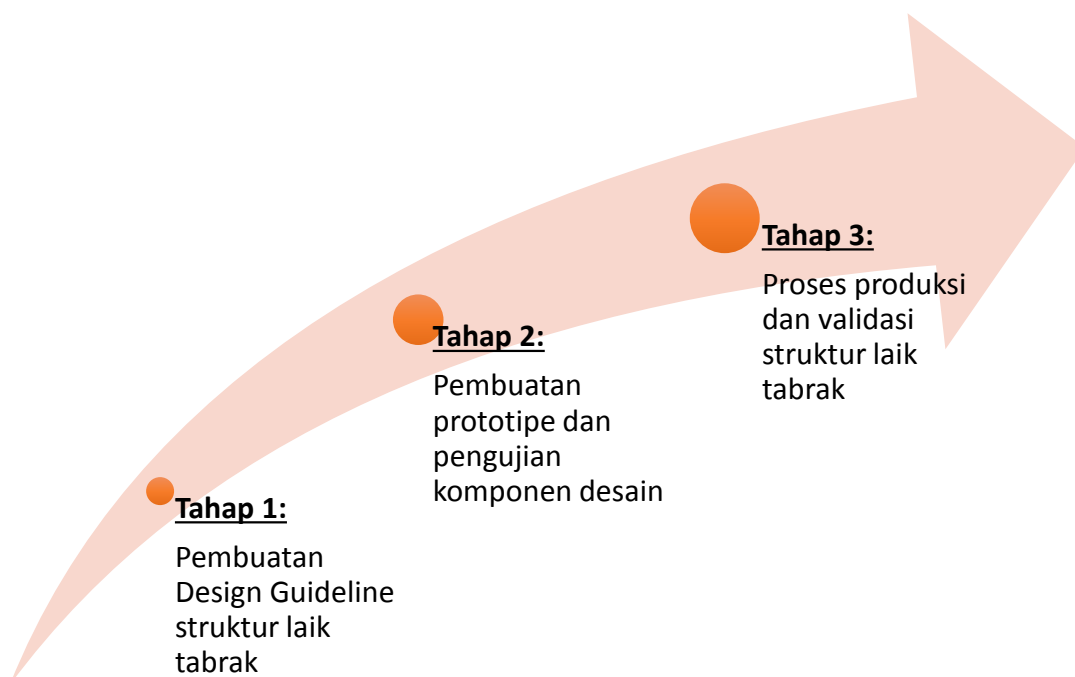 Tahap 1:
Pembuatan
Design Guideline
struktur laik
tabrak
Tahap 2:
Pembuatan
prototipe dan
pengujian
komponen desain
Tahap 3:
Proses produksi
dan validasi
struktur laik
tabrak